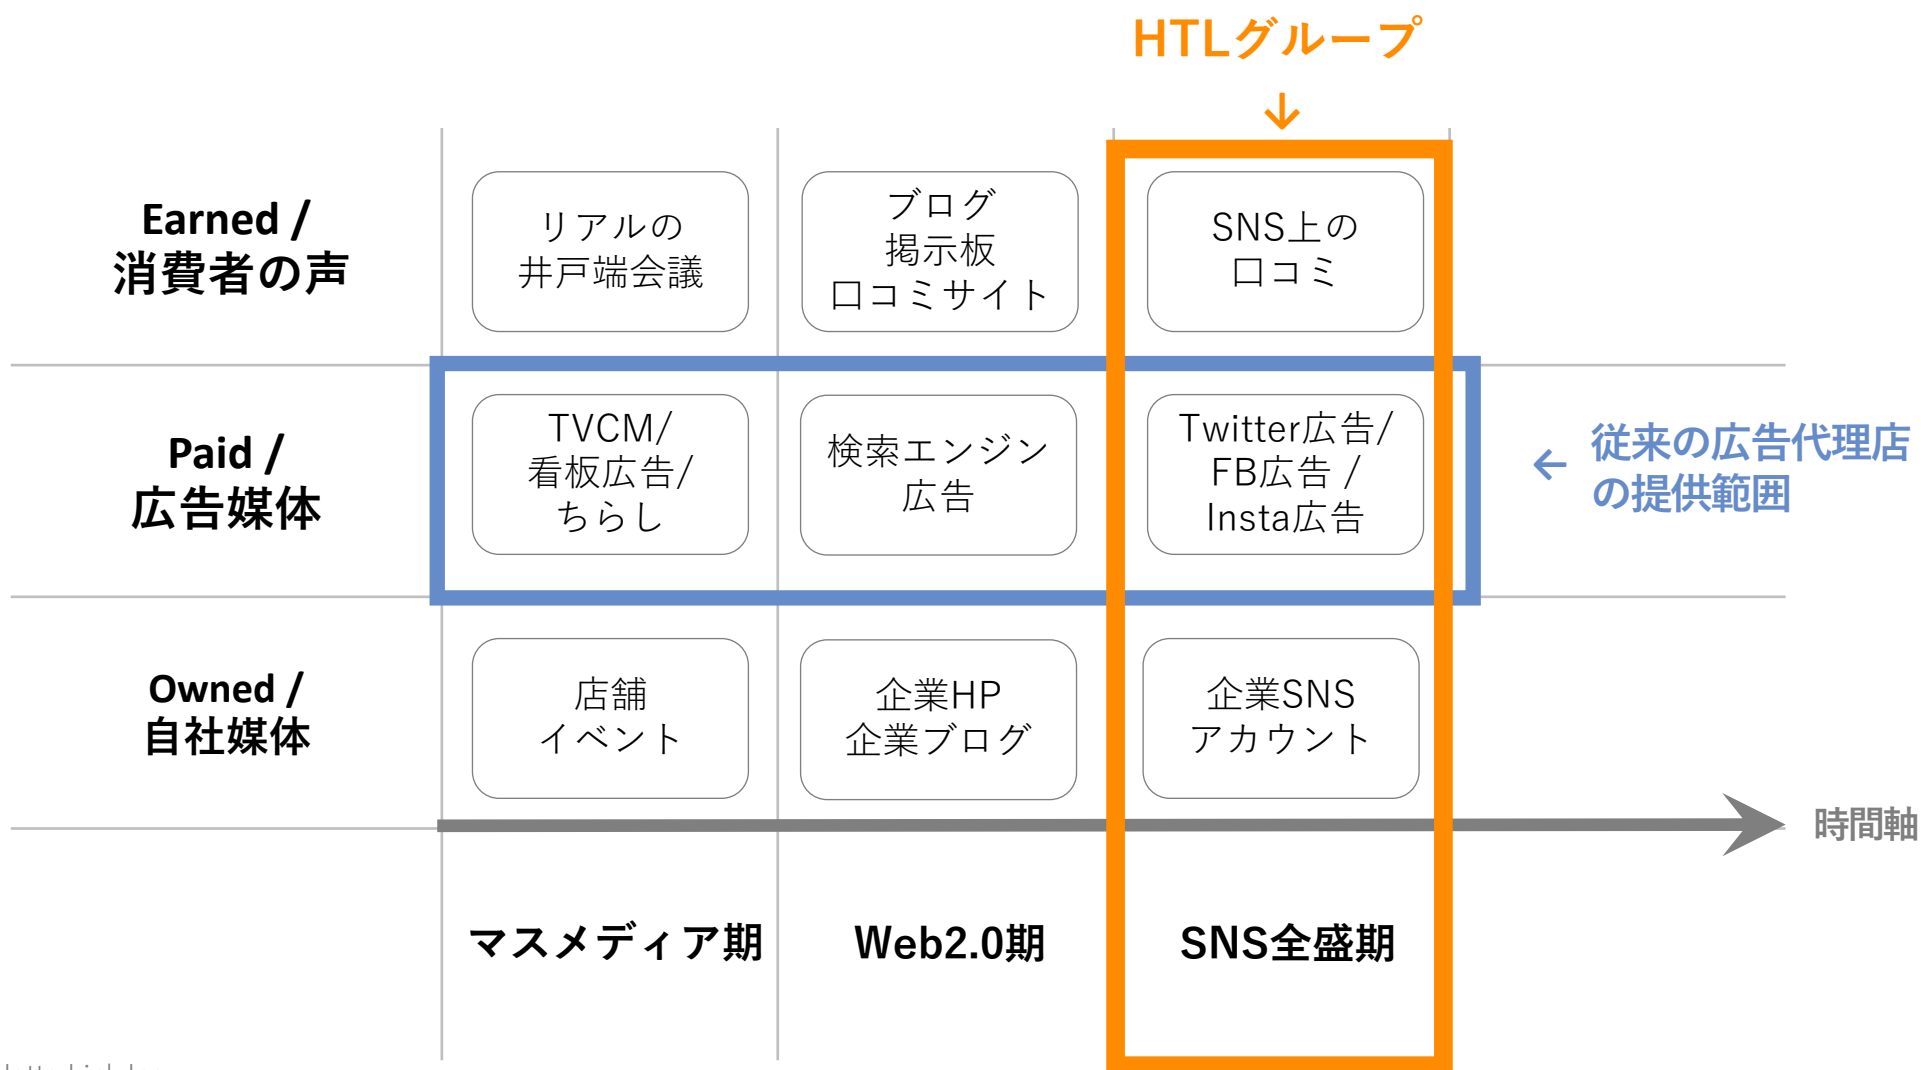 HTLグループ
↓
Earned /
消費者の声
リアルの
井戸端会議
ブログ
掲示板
口コミサイト
SNS上の
口コミ
Paid /
広告媒体
TVCM/
看板広告/
ちらし
検索エンジン
広告
Twitter広告/
FB広告 /
Insta広告
← 従来の広告代理店
の提供範囲
Owned /
自社媒体
店舗
イベント
企業HP
企業ブログ
企業SNS
アカウント
時間軸
マスメディア期
Web2.0期
SNS全盛期